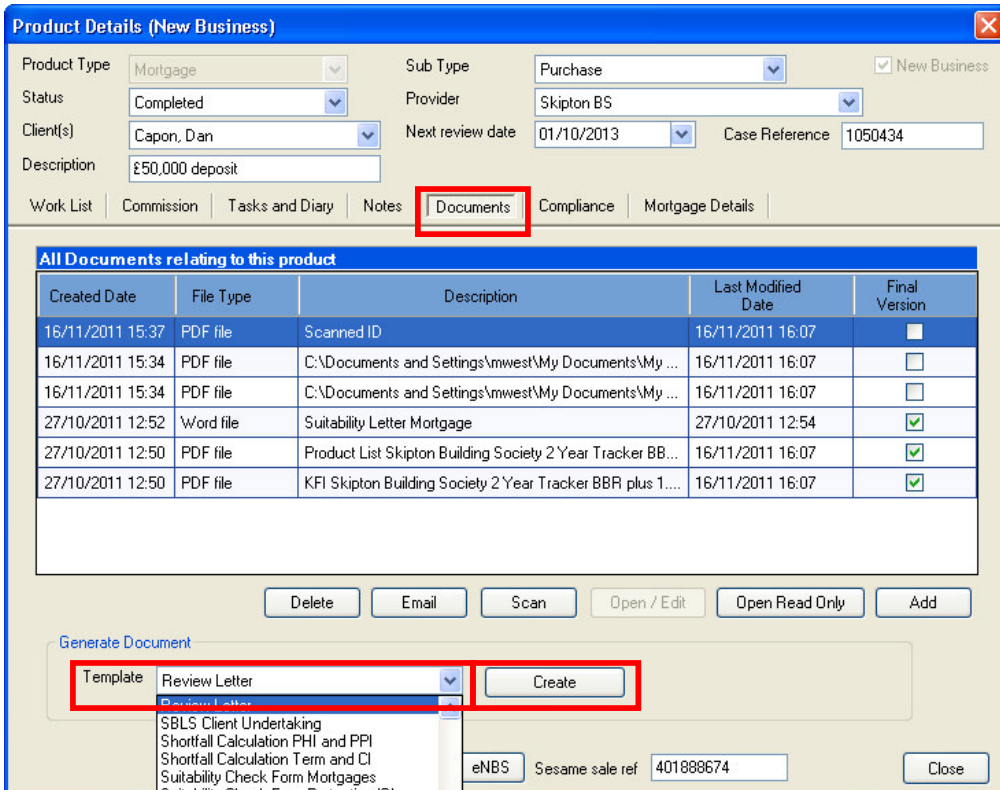 Product Details (New Business)
Product Type Mortgage Sub Type Purchase New Business
Status Completed Provider Skipton BS
Client(s) Capon, Dan Next review date 01/10/2013 Case Reference 1050434
Description £50,000 deposit
Work List Commission Tasks and Diary Notes Documents Compliance Mortgage Details
All Documents relating to this product
Created Date File Type Description Last Modified Date Final Version
16/11/2011 15:37 PDF file Scanned ID 16/11/2011 16:07
16/11/2011 15:34 PDF file C:\Documents and Settings\mwest\My Documents\My ... 16/11/2011 16:07
16/11/2011 15:34 PDF file C:\Documents and Settings\mwest\My Documents\My ... 16/11/2011 16:07
27/10/2011 12:52 Word file Suitability Letter Mortgage 27/10/2011 12:54
27/10/2011 12:50 PDF file Product List Skipton Building Society 2 Year Tracker BB... 16/11/2011 16:07
27/10/2011 12:50 PDF file KFI Skipton Building Society 2 Year Tracker BBR plus 1.... 16/11/2011 16:07
Delete Email Scan Open / Edit Open Read Only Add
Generate Document
Template Review Letter Create
Review Letter
SBLS Client Undertaking
Shortfall Calculation PHI and PPI
Shortfall Calculation Term and CI
Suitability Check Form Mortgages
eNBS Sesame sale ref 401888674 Close